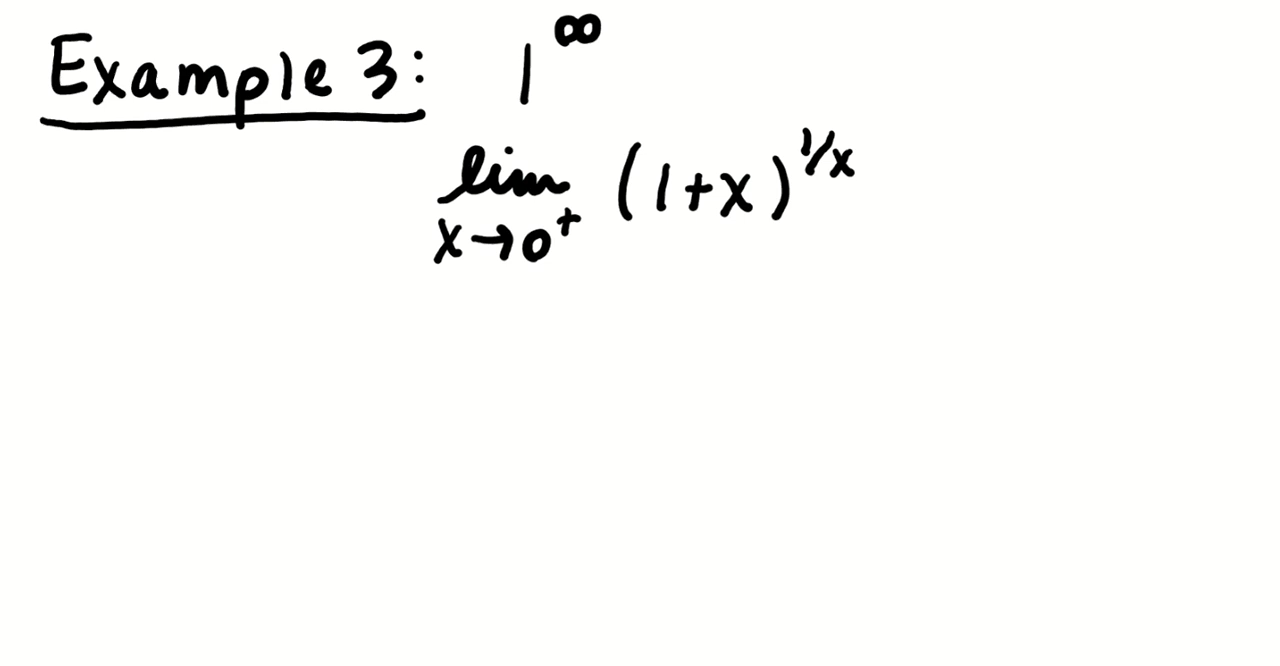 Example 3: 1^∞
lim (1+x)^1/x
x→0⁺